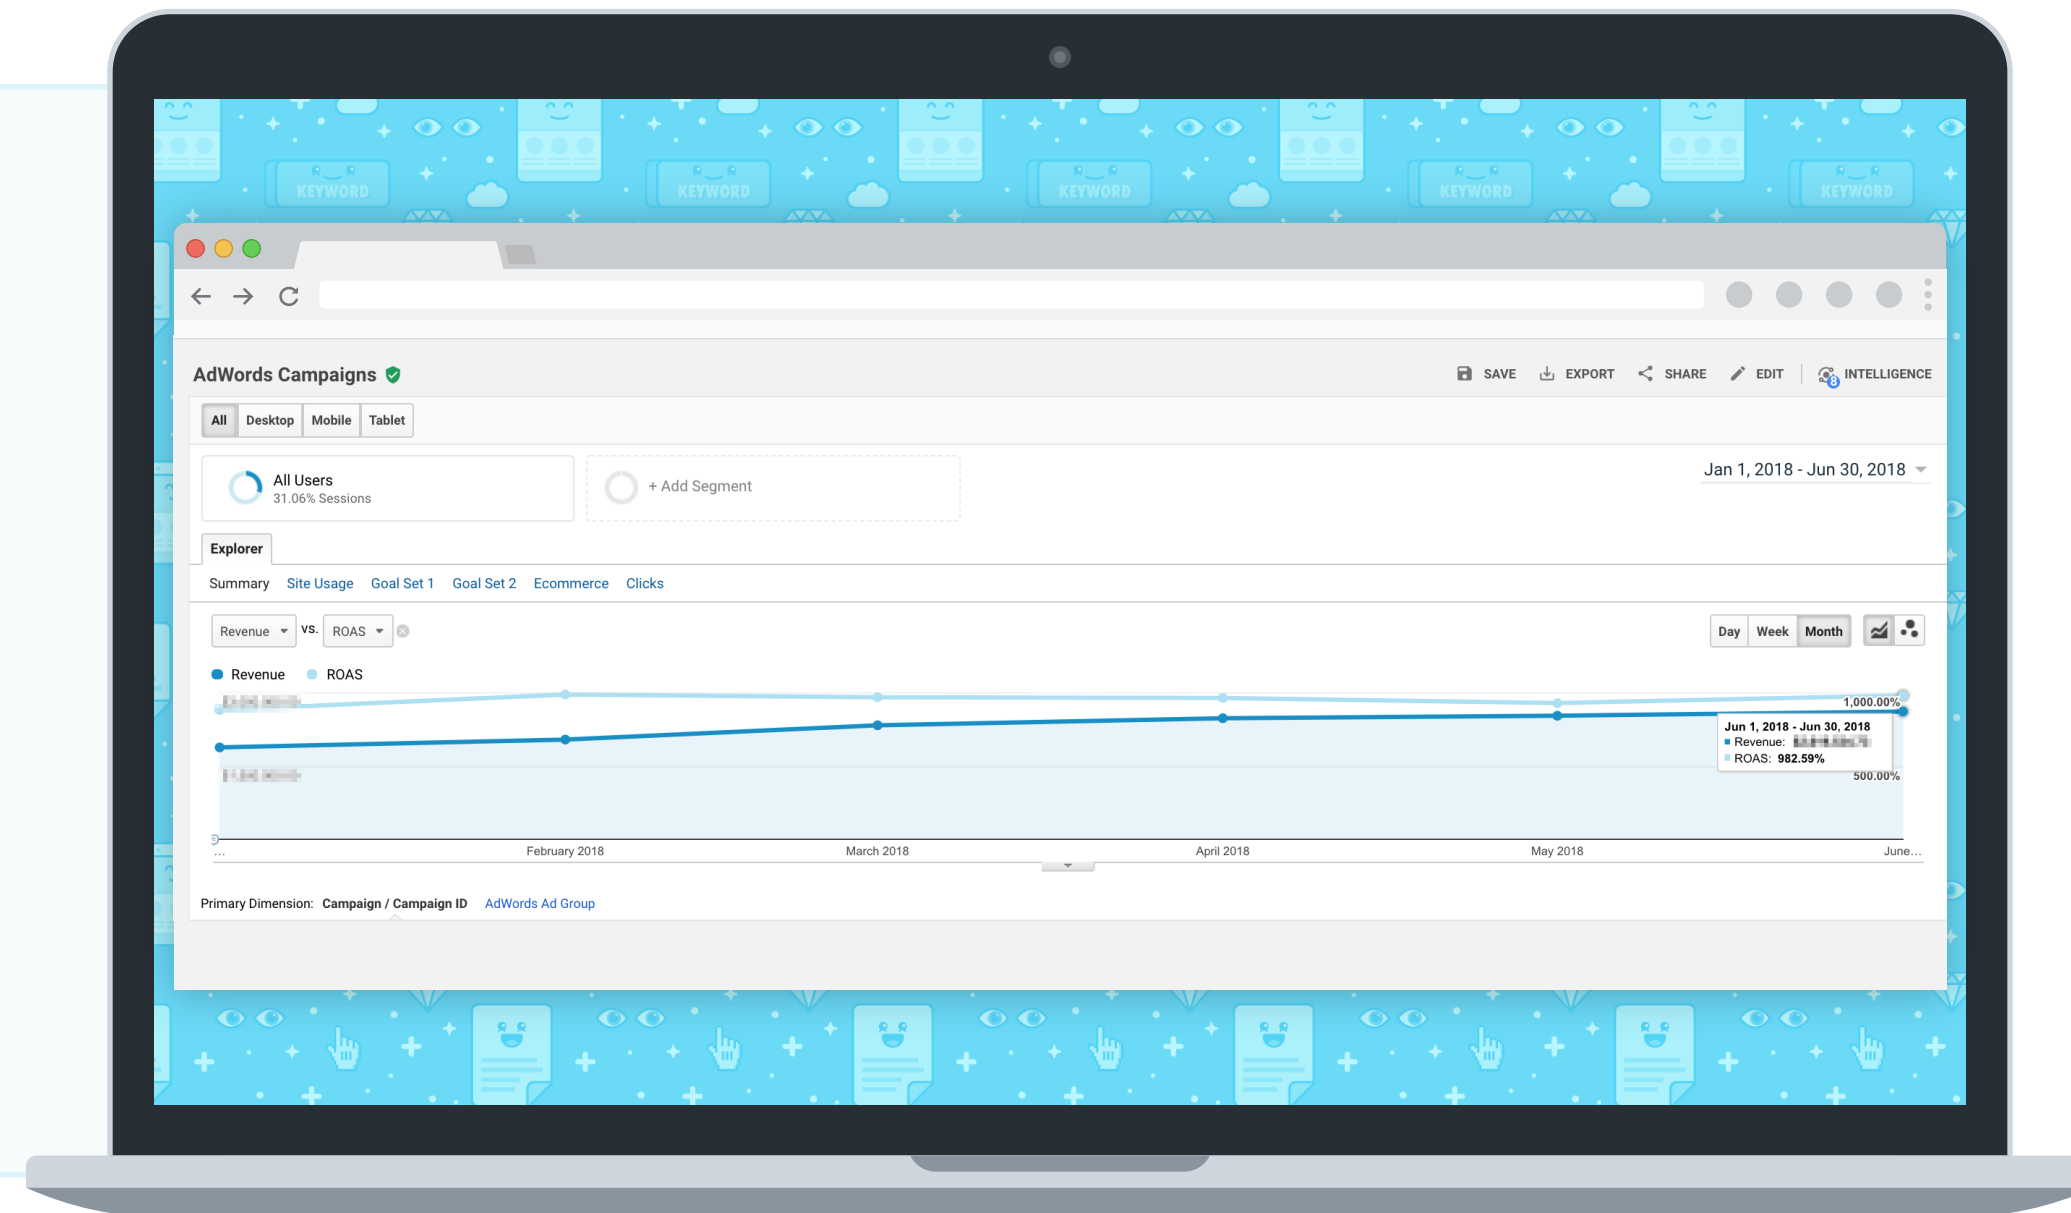 KEYWORD KEYWORD KEYWORD KEYWORD KEYWORD
AdWords Campaigns
SAVE EXPORT SHARE EDIT 8 INTELLIGENCE
All Desktop Mobile Tablet
All Users
31.06% Sessions
+ Add Segment
Jan 1, 2018 - Jun 30, 2018
Explorer
Summary Site Usage Goal Set 1 Goal Set 2 Ecommerce Clicks
Revenue VS. ROAS
Day Week Month
Revenue ROAS
1,000.00%
Jun 1, 2018 - Jun 30, 2018
Revenue:
ROAS: 982.59%
500.00%
... February 2018 March 2018 April 2018 May 2018 June...
Primary Dimension: Campaign / Campaign ID AdWords Ad Group